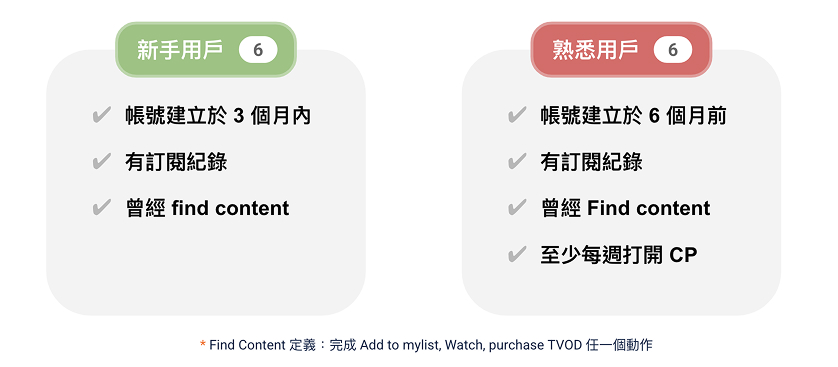 新手用戶 6
✔ 帳號建立於 3 個月內
✔ 有訂閱紀錄
✔ 曾經 find content
熟悉用戶 6
✔ 帳號建立於 6 個月前
✔ 有訂閱紀錄
✔ 曾經 Find content
✔ 至少每週打開 CP
* Find Content 定義：完成 Add to mylist, Watch, purchase TVOD 任一個動作